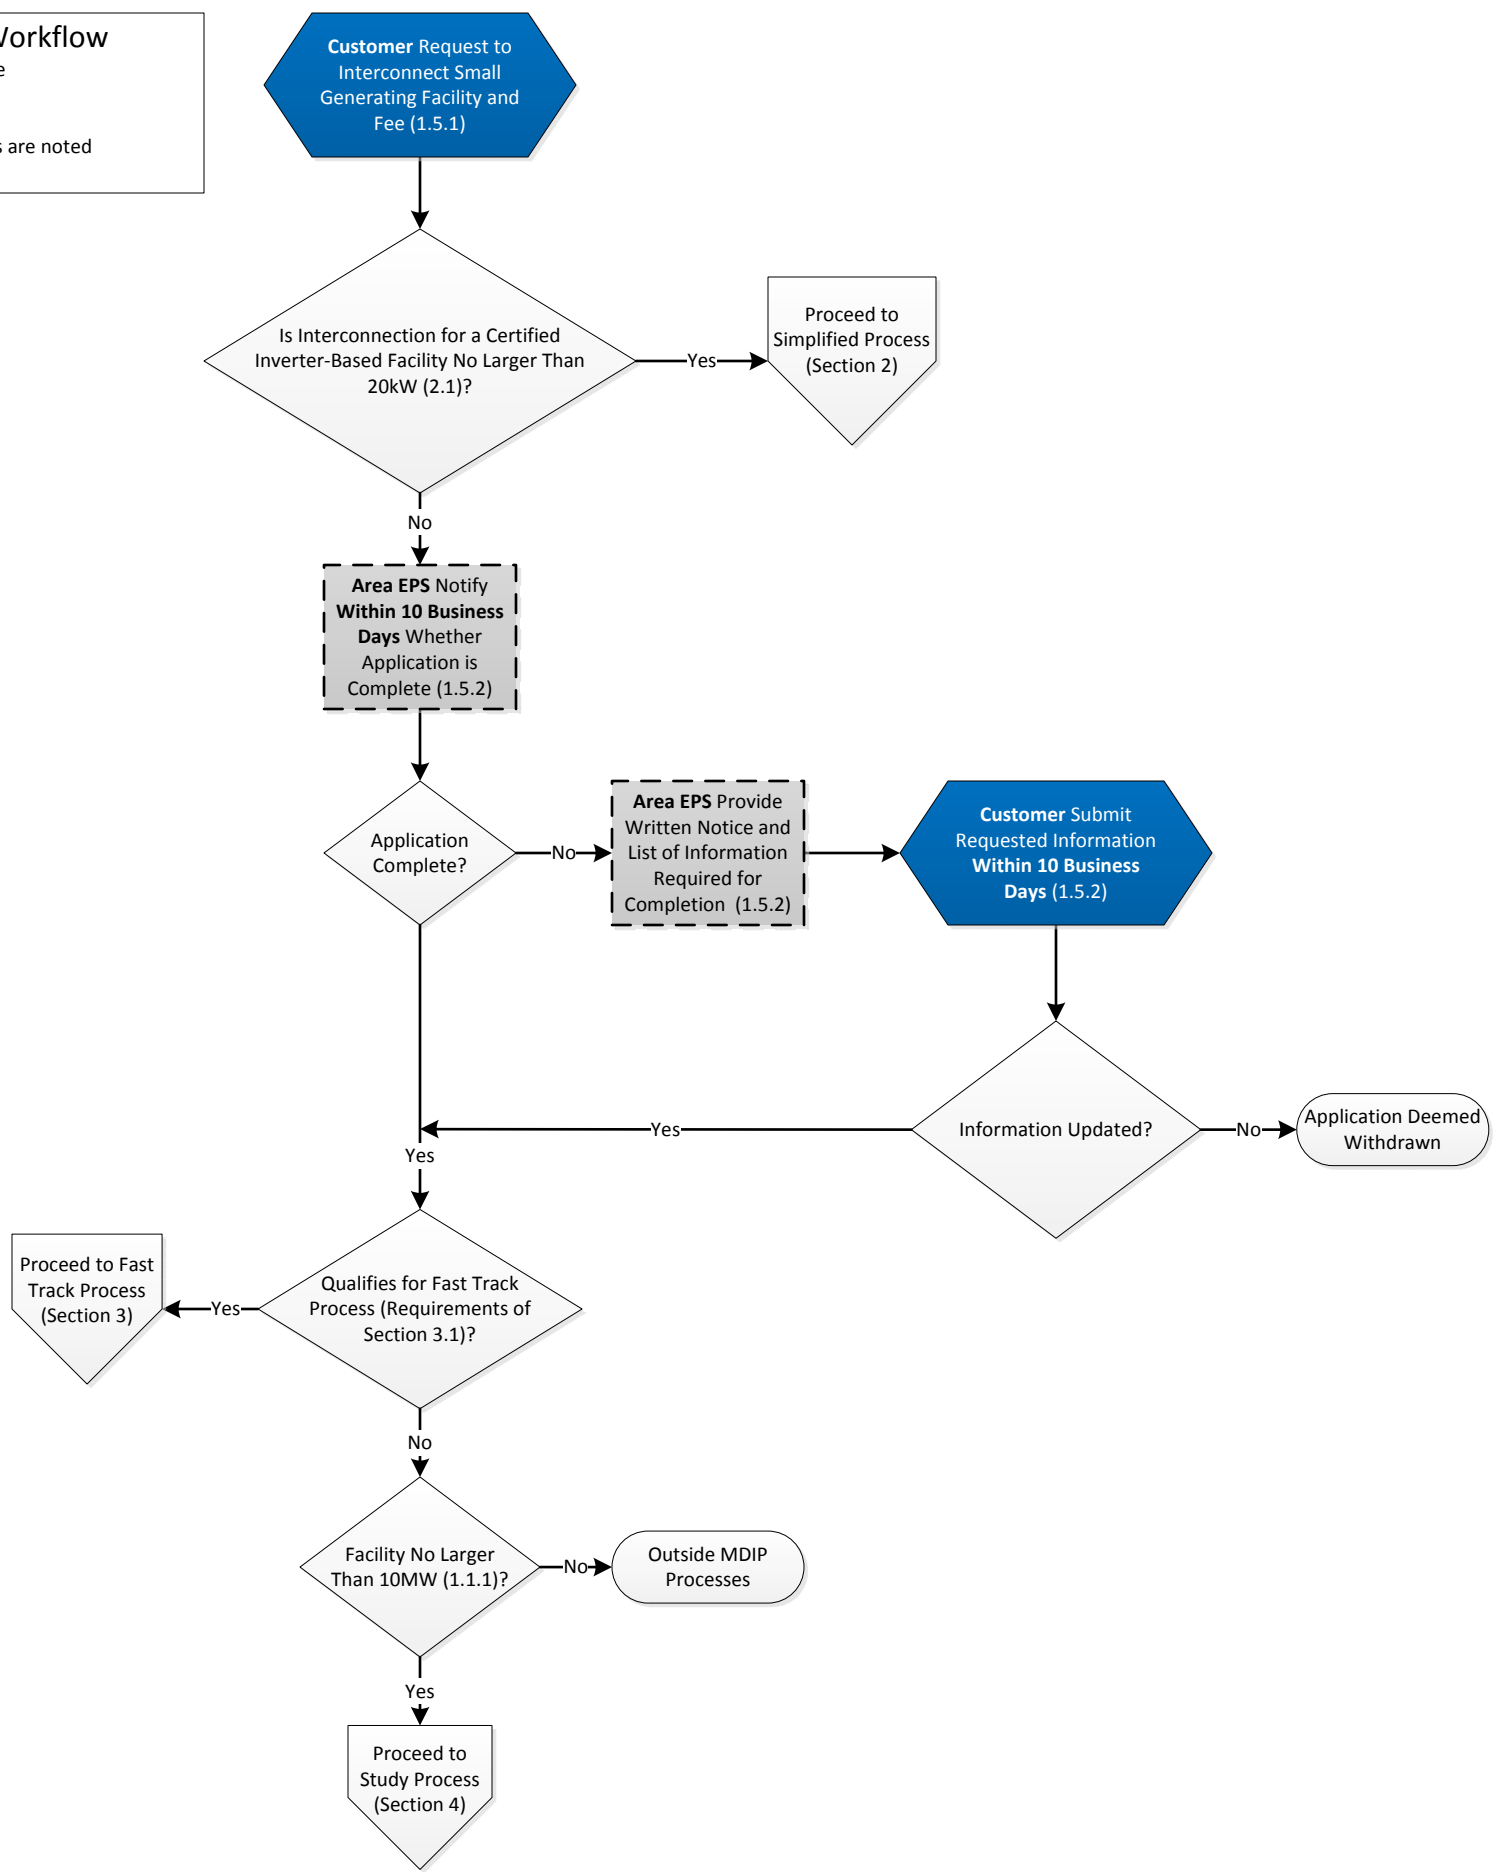 Workflow
e
s are noted
Customer Request to
Interconnect Small
Generating Facility and
Fee (1.5.1)
Is Interconnection for a Certified
Inverter-Based Facility No Larger Than
20kW (2.1)?
Yes
Proceed to
Simplified Process
(Section 2)
No
Area EPS Notify
Within 10 Business
Days Whether
Application is
Complete (1.5.2)
Application
Complete?
No
Area EPS Provide
Written Notice and
List of Information
Required for
Completion (1.5.2)
Customer Submit
Requested Information
Within 10 Business
Days (1.5.2)
Information Updated?
No
Application Deemed
Withdrawn
Yes
Yes
Qualifies for Fast Track
Process (Requirements of
Section 3.1)?
Yes
Proceed to Fast
Track Process
(Section 3)
No
Facility No Larger
Than 10MW (1.1.1)?
No
Outside MDIP
Processes
Yes
Proceed to
Study Process
(Section 4)